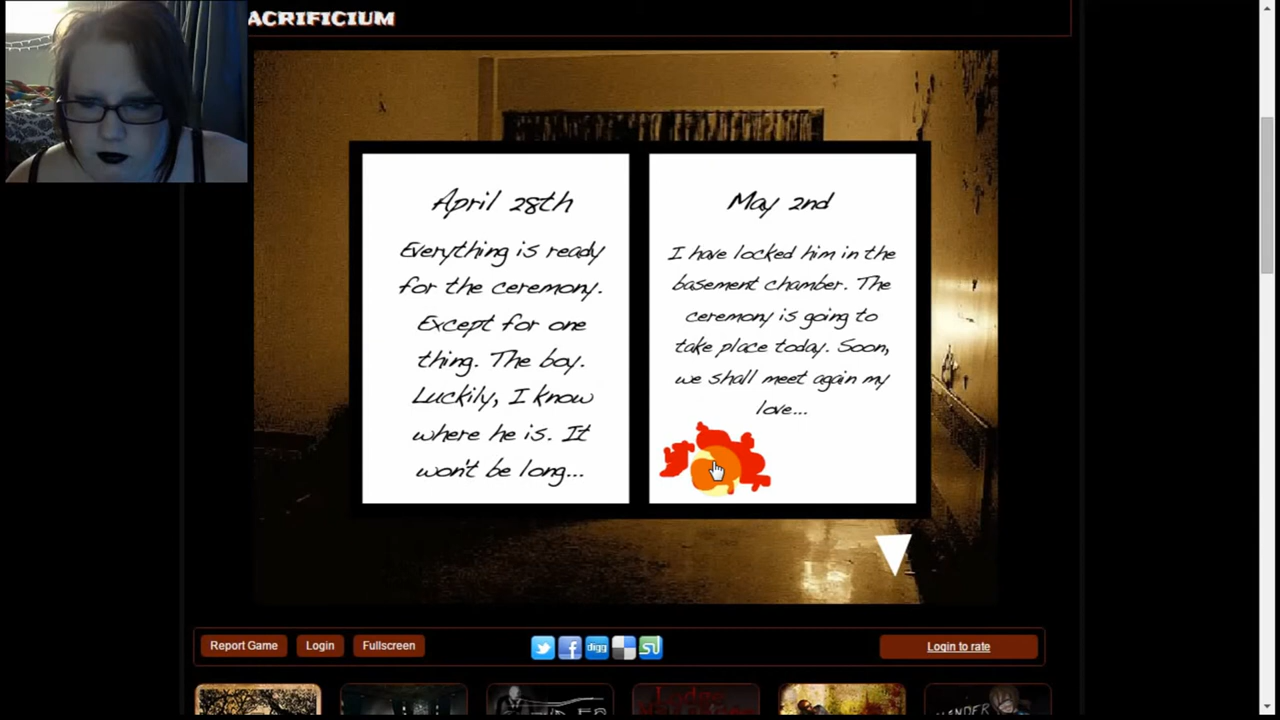 ACRIFICIUM
April 28th
Everything is ready
for the ceremony.
Except for one
thing. The boy.
Luckily, I know
where he is. It
won't be long...
May 2nd
I have locked him in the
basement chamber. The
ceremony is going to
take place today. Soon,
we shall meet again my
love...
Report Game
Login
Fullscreen
digg
Login to rate